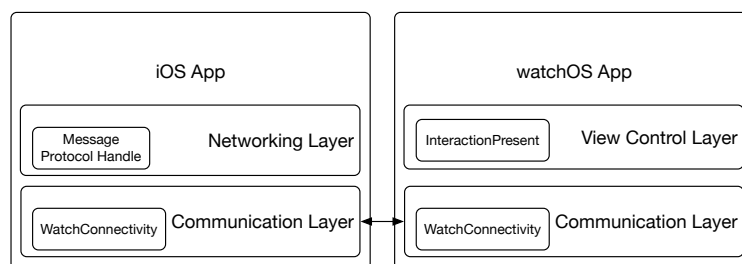 iOS App
Message
Protocol Handle
Networking Layer
WatchConnectivity
Communication Layer
watchOS App
InteractionPresent
View Control Layer
WatchConnectivity
Communication Layer